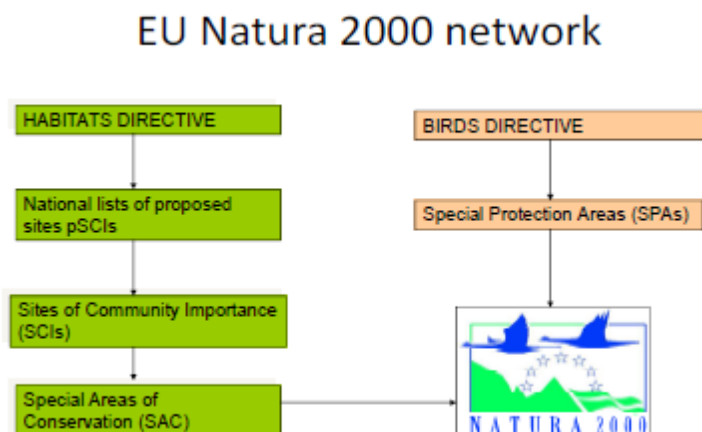 EU Natura 2000 network
HABITATS DIRECTIVE
BIRDS DIRECTIVE
National lists of proposed
sites pSCIs
Special Protection Areas (SPAs)
Sites of Community Importance
(SCIs)
Special Areas of
Conservation (SAC)
NATURA 2000